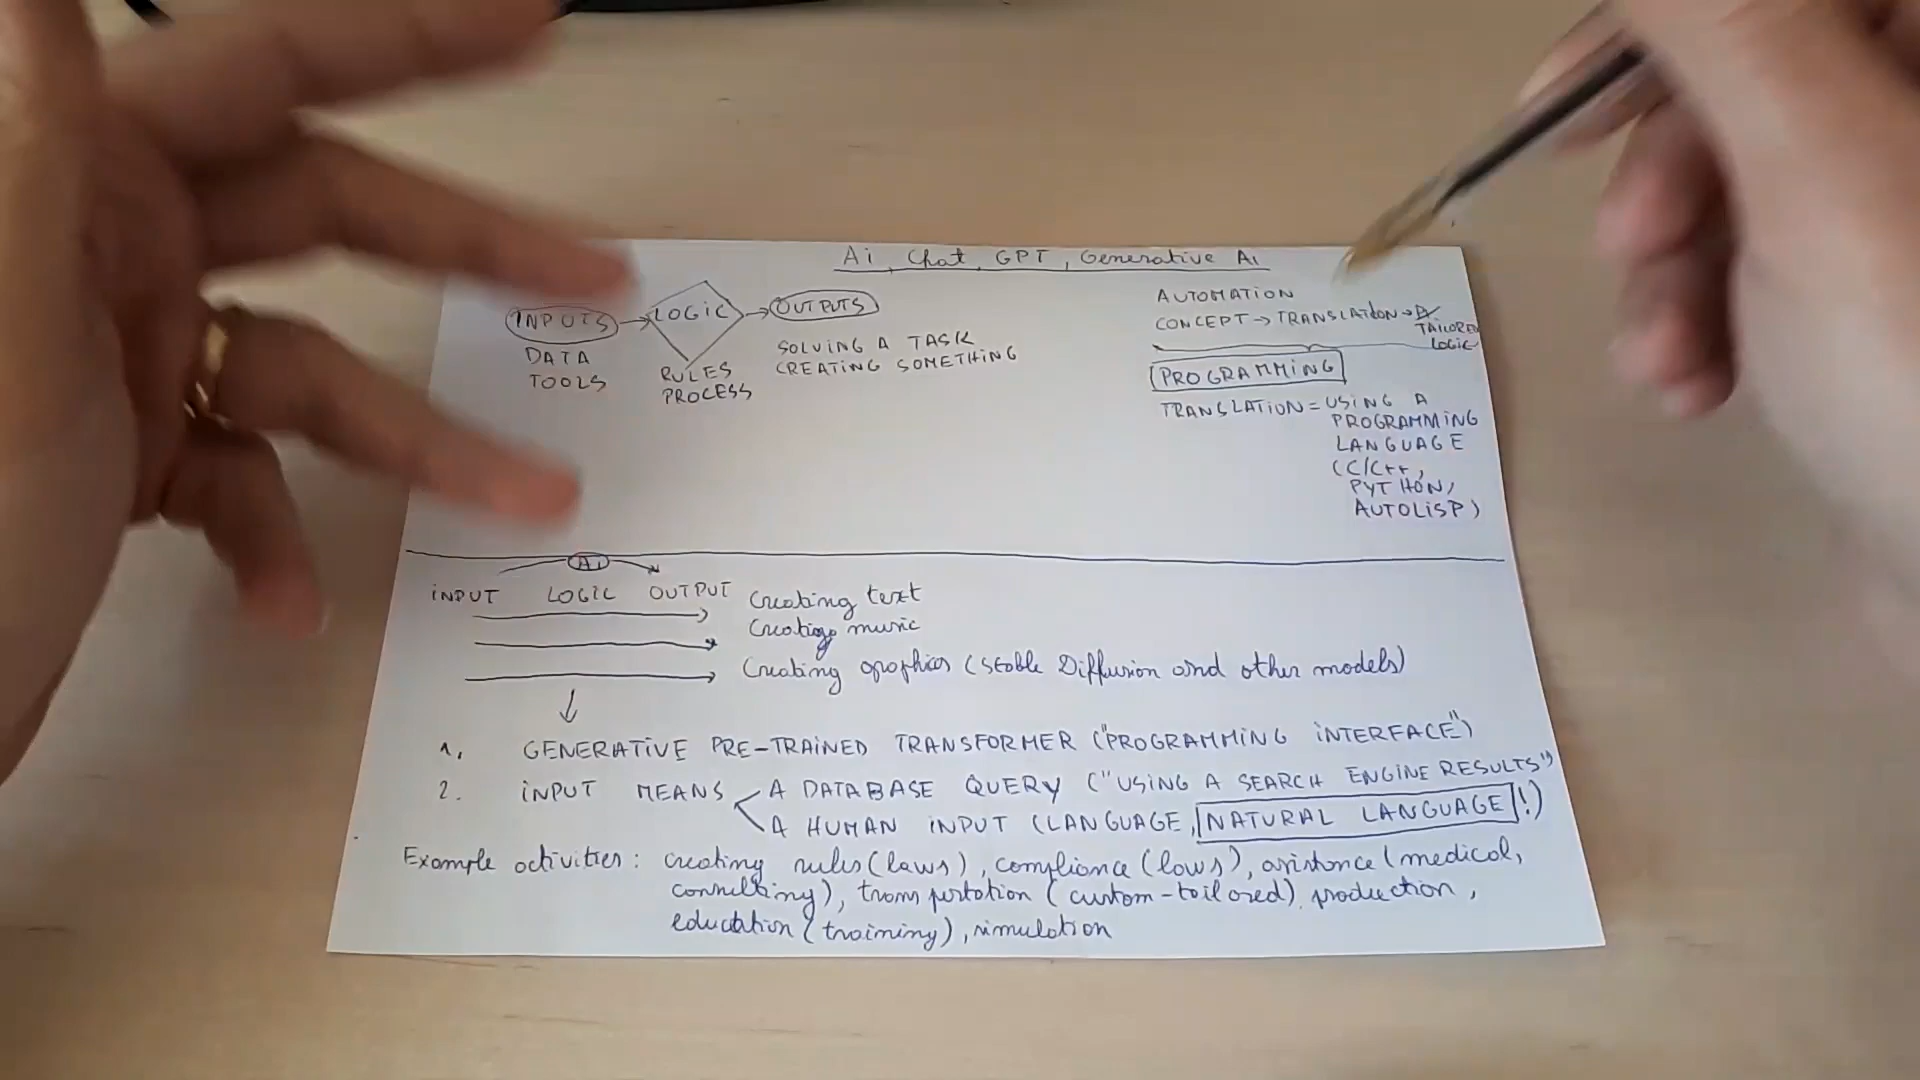 Ai, Chat GPT, Generative Ai
INPUTS → LOGIC → OUTPUTS
DATA
TOOLS
RULES
PROCESS
SOLVING A TASK
CREATING SOMETHING
AUTOMATION
CONCEPT → TRANSLATION →
TAILORED
LOGIC
PROGRAMMING
TRANSLATION = USING A
PROGRAMMING
LANGUAGE
(C/C++,
PYTHON,
AUTOLISP)
Ai
INPUT LOGIC OUTPUT
Creating text
Creating music
Creating graphics (Stable Diffusion and other models)
1. GENERATIVE PRE-TRAINED TRANSFORMER ("PROGRAMMING INTERFACE")
2. INPUT MEANS A DATABASE QUERY ("USING A SEARCH ENGINE RESULTS")
A HUMAN INPUT (LANGUAGE, NATURAL LANGUAGE!)
Example activities: creating rules (laws), compliance (laws), asistance (medical,
consulting), transportation (custom-tailored), production,
education (training), simulation